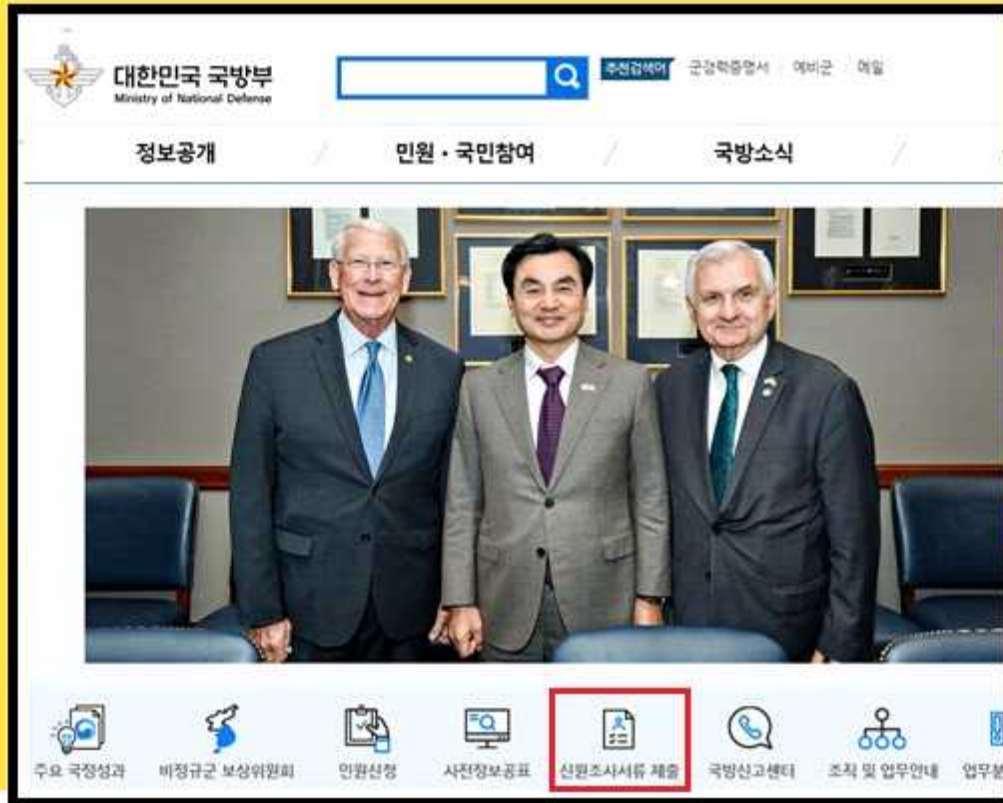 대한민국 국방부
Ministry of National Defense
추천검색어 군경력증명서 예비군 메일
정보공개 / 민원 · 국민참여 / 국방소식 /
주요 국정성과
비정규군 보상위원회
민원신청
사전정보공표
신원조사서류 제출
국방신고센터
조직 및 업무안내